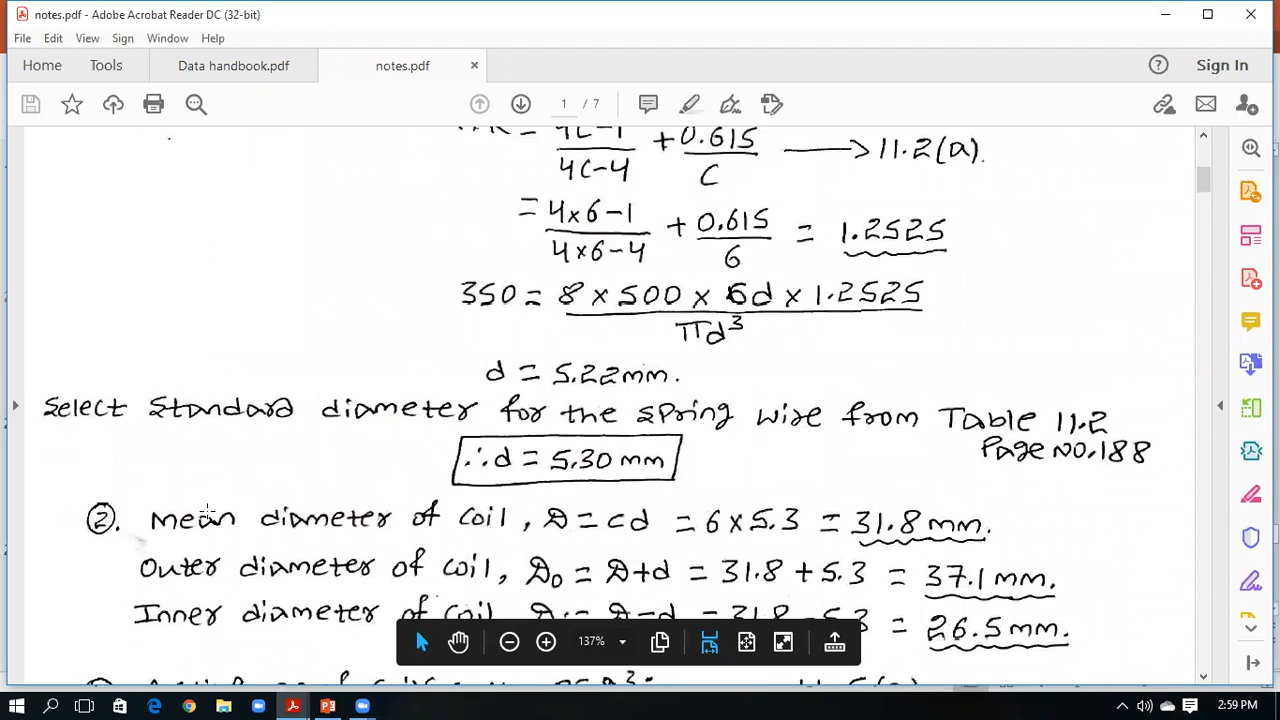 notes.pdf - Adobe Acrobat Reader DC (32-bit)
File Edit View Sign Window Help
Home Tools Data handbook.pdf notes.pdf × Sign In
1 / 7
= 4C-1/4C-4 + 0.615/C → 11.2(a).
= 4×6-1/4×6-4 + 0.615/6 = 1.2525
350 = 8 × 500 × 6d × 1.2525/πd³
d = 5.22mm.
Select standard diameter for the spring wire from Table 11.2
Page No.188
∴d = 5.30 mm
②. Mean diameter of coil, D = cd = 6 × 5.3 = 31.8 mm.
Outer diameter of coil, D₀ = D+d = 31.8 + 5.3 = 37.1 mm.
Inner diameter of coil = 26.5 mm.
137%
2:59 PM